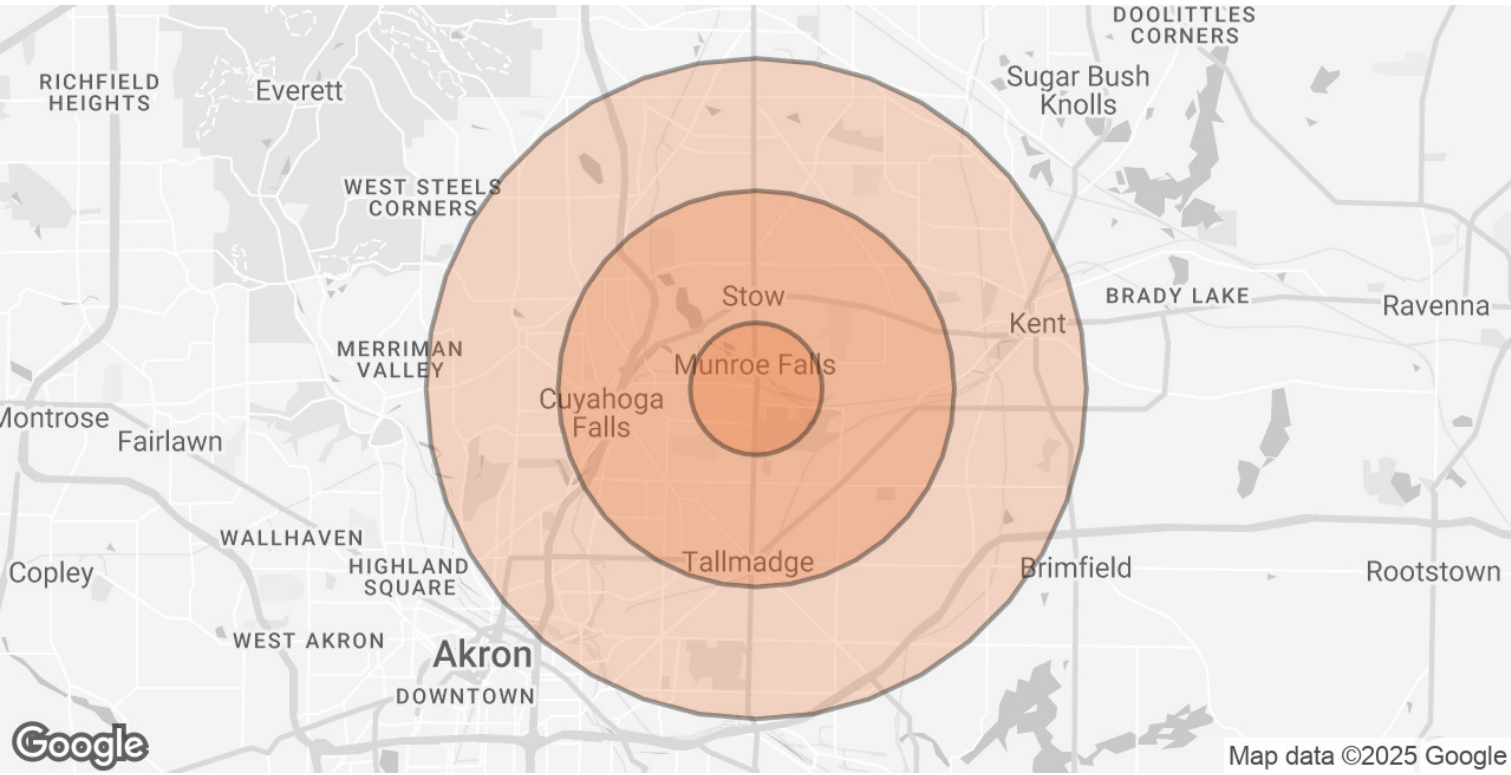 DOOLITTLES
CORNERS
RICHFIELD
HEIGHTS
Everett
Sugar Bush
Knolls
WEST STEELS
CORNERS
Stow
BRADY LAKE
Ravenna
Kent
MERRIMAN
VALLEY
Munroe Falls
Cuyahoga
Falls
Montrose
Fairlawn
WALLHAVEN
HIGHLAND
SQUARE
Tallmadge
Brimfield
Copley
Rootstown
WEST AKRON
Akron
DOWNTOWN
Google
Map data ©2025 Google